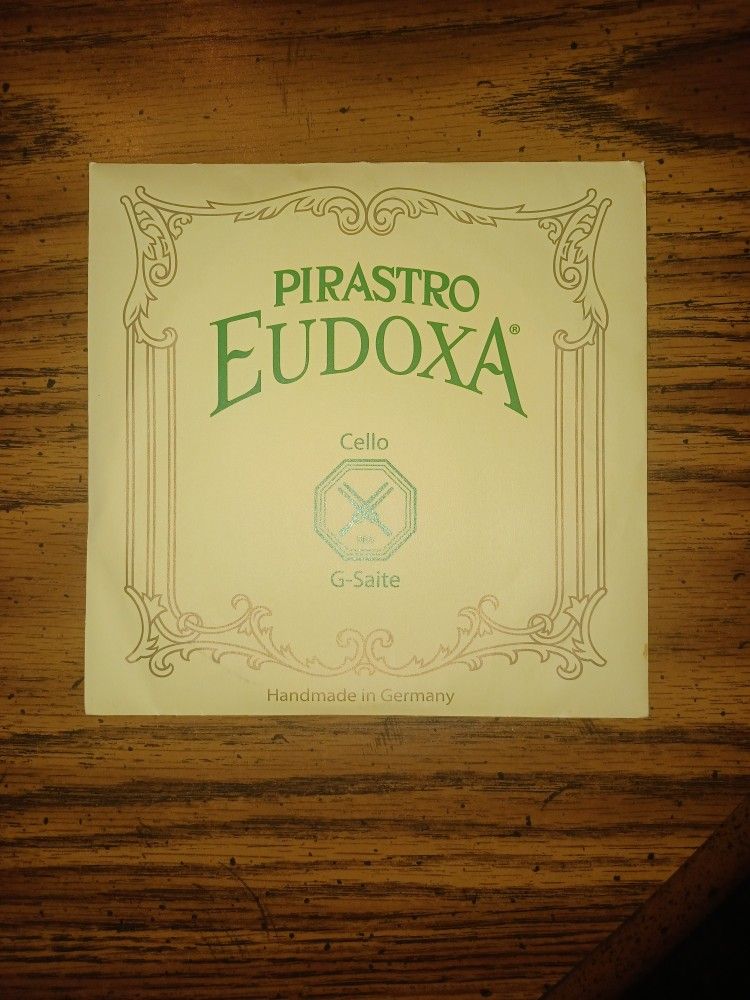 PIRASTRO
EUDOXA®
Cello
G-Saite
Handmade in Germany